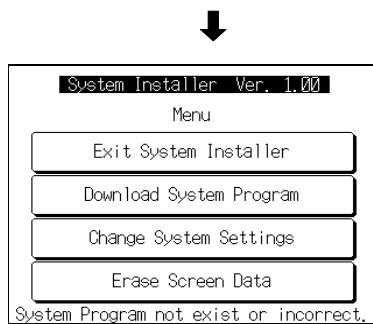 System Installer Ver. 1.00
Menu
Exit System Installer
Download System Program
Change System Settings
Erase Screen Data
System Program not exist or incorrect.